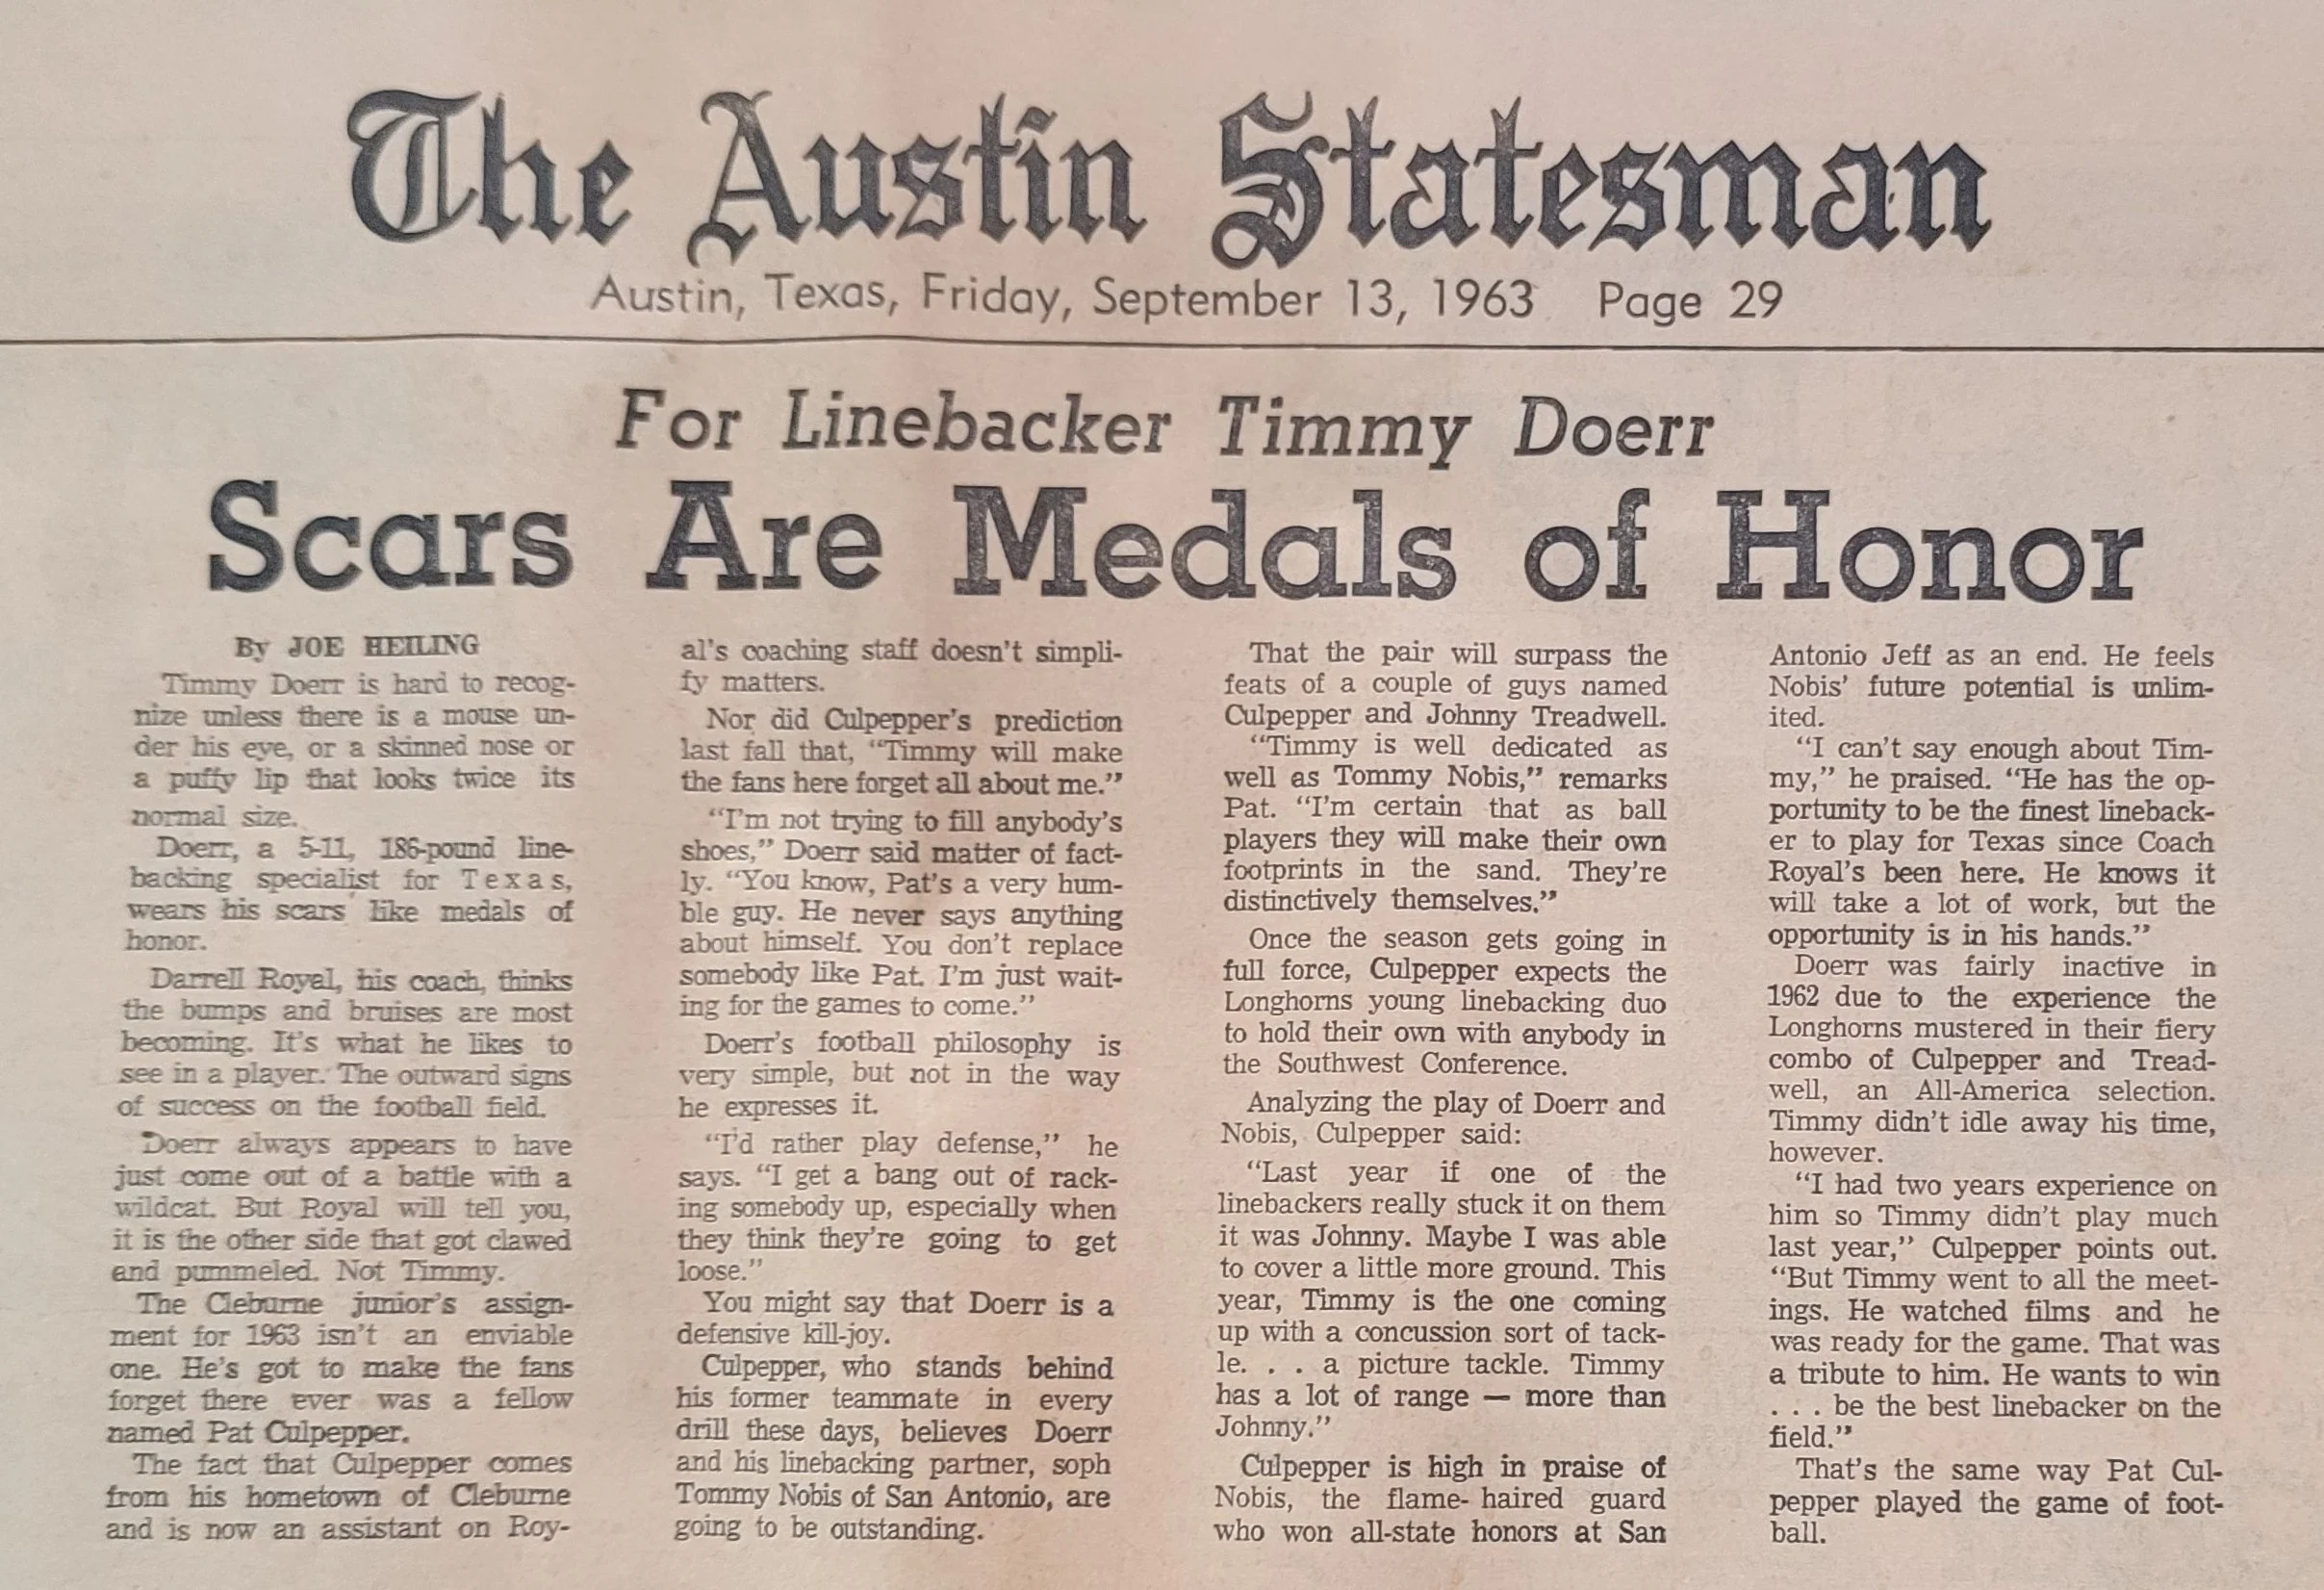 The Austin Statesman
Austin, Texas, Friday, September 13, 1963 Page 29
For Linebacker Timmy Doerr
Scars Are Medals of Honor
By JOE HEILING
Timmy Doerr is hard to recog-
nize unless there is a mouse un-
der his eye, or a skinned nose or
a puffy lip that looks twice its
normal size.
Doerr, a 5-11, 186-pound line-
backing specialist for Texas,
wears his scars like medals of
honor.
Darrell Royal, his coach, thinks
the bumps and bruises are most
becoming. It's what he likes to
see in a player. The outward signs
of success on the football field.
Doerr always appears to have
just come out of a battle with a
wildcat. But Royal will tell you,
it is the other side that got clawed
and pummeled. Not Timmy.
The Cleburne junior's assign-
ment for 1963 isn't an enviable
one. He's got to make the fans
forget there ever was a fellow
named Pat Culpepper.
The fact that Culpepper comes
from his hometown of Cleburne
and is now an assistant on Roy-
al's coaching staff doesn't simpli-
fy matters.
Nor did Culpepper's prediction
last fall that, "Timmy will make
the fans here forget all about me."
"I'm not trying to fill anybody's
shoes," Doerr said matter of fact-
ly. "You know, Pat's a very hum-
ble guy. He never says anything
about himself. You don't replace
somebody like Pat. I'm just wait-
ing for the games to come."
Doerr's football philosophy is
very simple, but not in the way
he expresses it.
"I'd rather play defense," he
says. "I get a bang out of rack-
ing somebody up, especially when
they think they're going to get
loose."
You might say that Doerr is a
defensive kill-joy.
Culpepper, who stands behind
his former teammate in every
drill these days, believes Doerr
and his linebacking partner, soph
Tommy Nobis of San Antonio, are
going to be outstanding.
That the pair will surpass the
feats of a couple of guys named
Culpepper and Johnny Treadwell.
"Timmy is well dedicated as
well as Tommy Nobis," remarks
Pat. "I'm certain that as ball
players they will make their own
footprints in the sand. They're
distinctively themselves."
Once the season gets going in
full force, Culpepper expects the
Longhorns young linebacking duo
to hold their own with anybody in
the Southwest Conference.
Analyzing the play of Doerr and
Nobis, Culpepper said:
"Last year if one of the
linebackers really stuck it on them
it was Johnny. Maybe I was able
to cover a little more ground. This
year, Timmy is the one coming
up with a concussion sort of tack-
le. . . a picture tackle. Timmy
has a lot of range — more than
Johnny."
Culpepper is high in praise of
Nobis, the flame- haired guard
who won all-state honors at San
Antonio Jeff as an end. He feels
Nobis' future potential is unlim-
ited.
"I can't say enough about Tim-
my," he praised. "He has the op-
portunity to be the finest lineback-
er to play for Texas since Coach
Royal's been here. He knows it
will take a lot of work, but the
opportunity is in his hands."
Doerr was fairly inactive in
1962 due to the experience the
Longhorns mustered in their fiery
combo of Culpepper and Tread-
well, an All-America selection.
Timmy didn't idle away his time,
however.
"I had two years experience on
him so Timmy didn't play much
last year," Culpepper points out.
"But Timmy went to all the meet-
ings. He watched films and he
was ready for the game. That was
a tribute to him. He wants to win
. . . be the best linebacker on the
field."
That's the same way Pat Cul-
pepper played the game of foot-
ball.